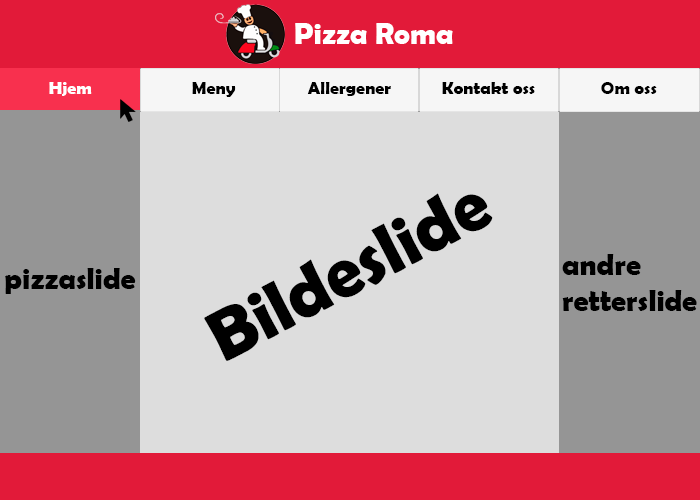 Pizza Roma
Hjem
Meny
Allergener
Kontakt oss
Om oss
pizzaslide
Bildeslide
andre
retterslide